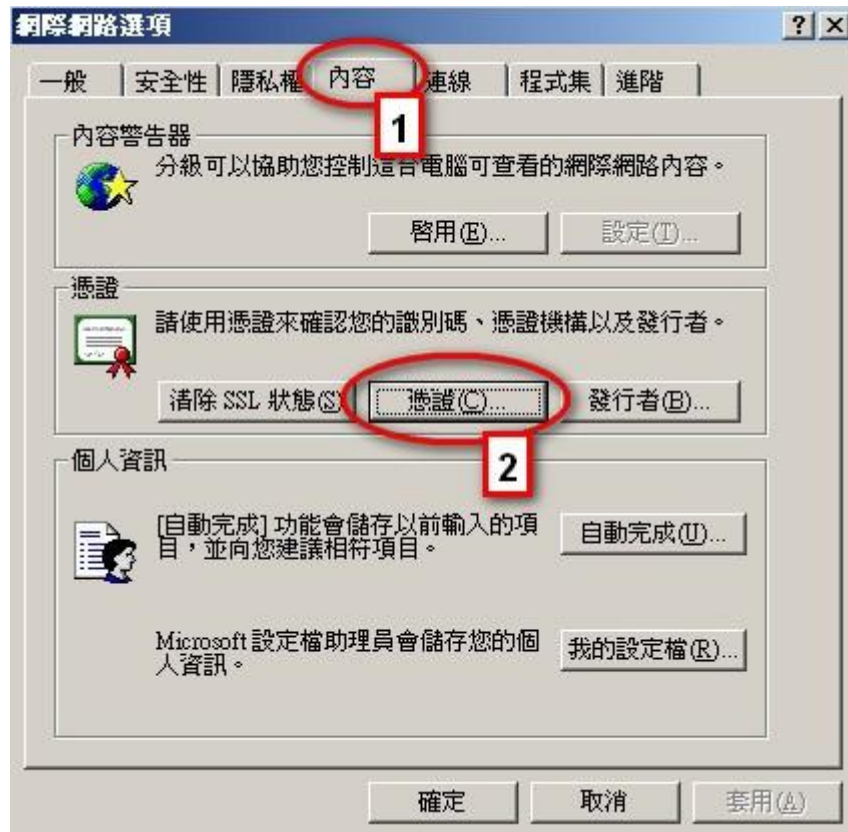 網際網路選項
一般 安全性 隱私權 內容 連線 程式集 進階
1
內容警告器
分級可以協助您控制這台電腦可查看的網際網路內容。
啓用(E)... 設定(T)...
憑證
請使用憑證來確認您的識別碼、憑證機構以及發行者。
清除 SSL 狀態(S) 憑證(C)... 發行者(B)...
2
個人資訊
[自動完成] 功能會儲存以前輸入的項
目，並向您建議相符項目。
自動完成(U)...
Microsoft 設定檔助理員會儲存您的個
人資訊。
我的設定檔(R)...
確定 取消 套用(A)